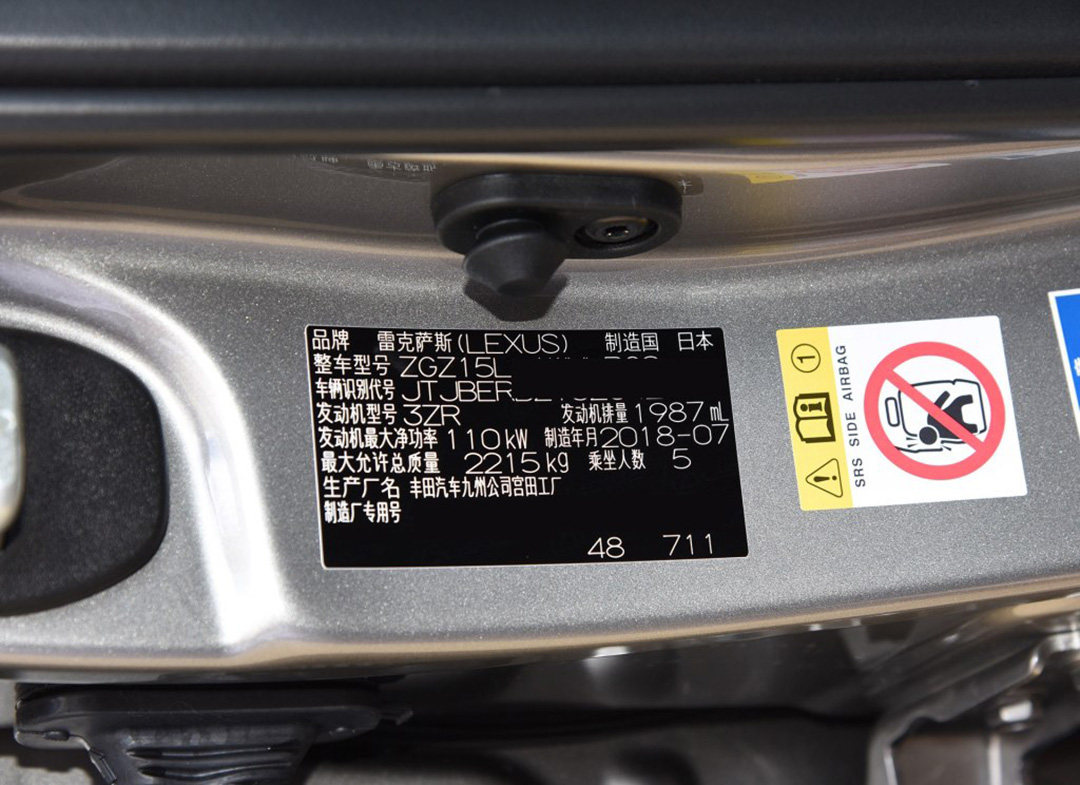 品牌 雷克萨斯(LEXUS) 制造国 日本
整车型号 ZGZ15L
车辆识别代号 JTJBER
发动机型号 3ZR 发动机排量 1987 mL
发动机最大净功率 110kW 制造年月 2018-07
最大允许总质量 2215kg 乘坐人数 5
生产厂名 丰田汽车九州公司宫田工厂
制造厂专用号
48 711
1
SRS SIDE AIRBAG